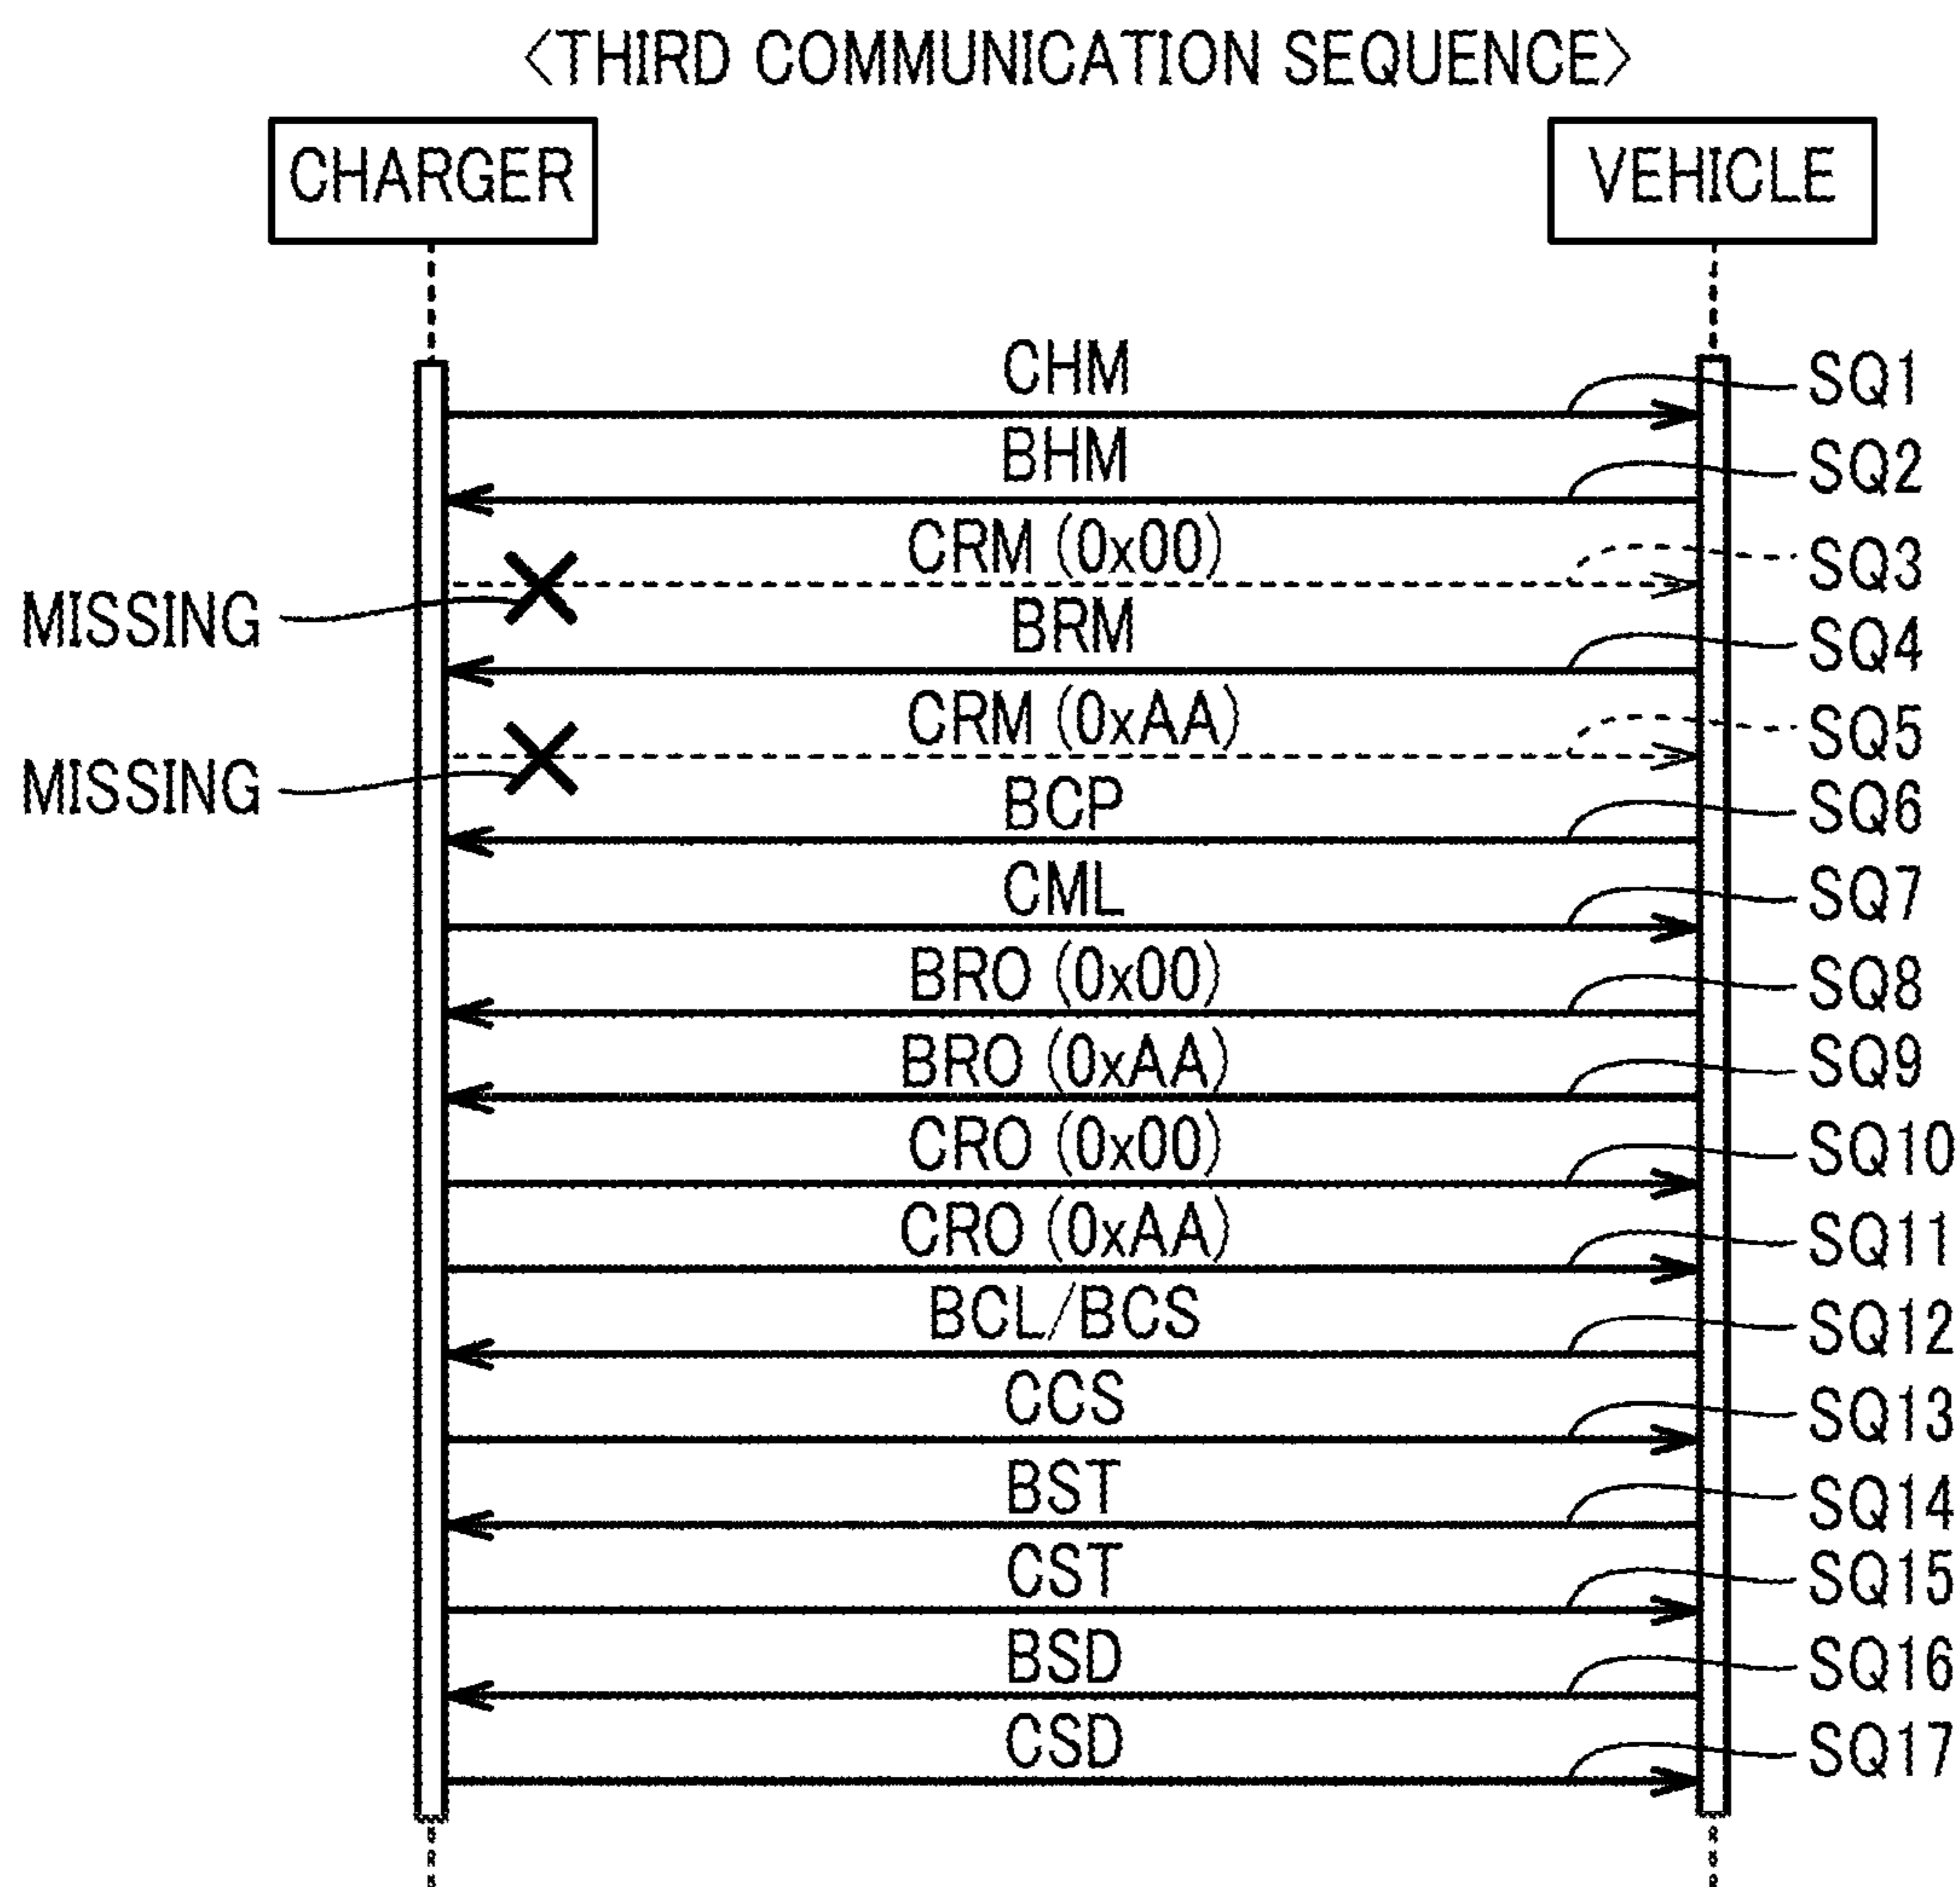 <THIRD COMMUNICATION SEQUENCE>
CHARGER
VEHICLE
CHM
SQ1
BHM
SQ2
CRM (0x00)
SQ3
MISSING
BRM
SQ4
CRM (0xAA)
SQ5
MISSING
BCP
SQ6
CML
SQ7
BRO (0x00)
SQ8
BRO (0xAA)
SQ9
CRO (0x00)
SQ10
CRO (0xAA)
SQ11
BCL/BCS
SQ12
CCS
SQ13
BST
SQ14
CST
SQ15
BSD
SQ16
CSD
SQ17